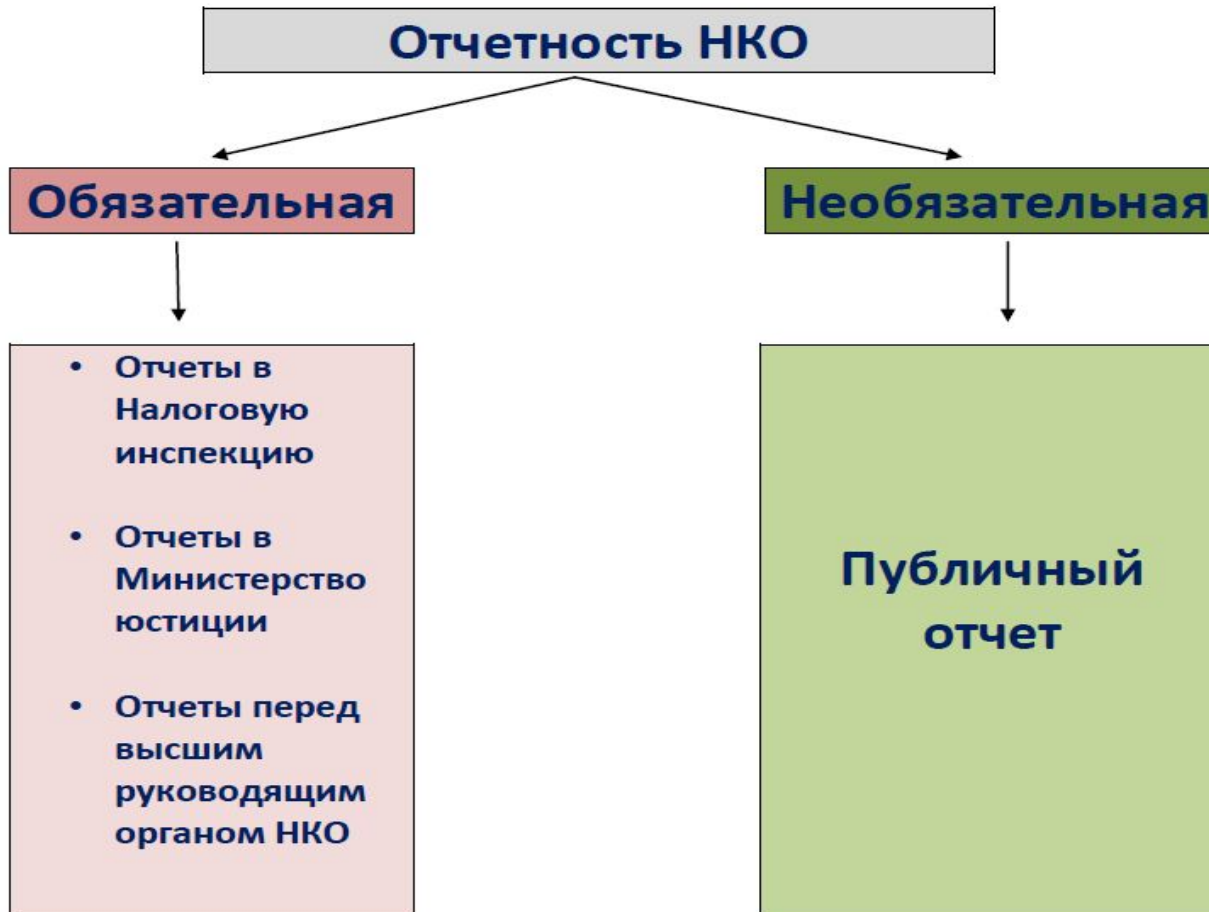 Отчетность НКО
Обязательная
Необязательная
• Отчеты в
Налоговую
инспекцию
• Отчеты в
Министерство
юстиции
• Отчеты перед
высшим
руководящим
органом НКО
Публичный
отчет